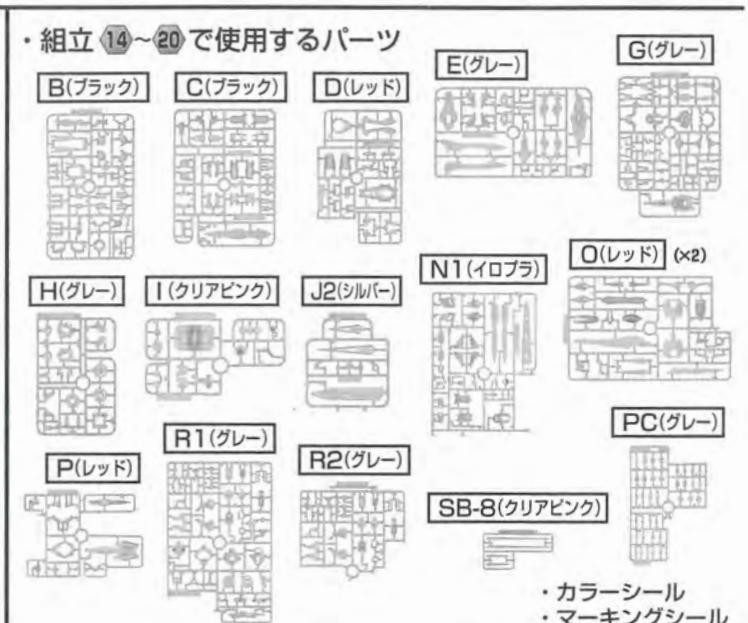 ・組立 14~20 で使用するパーツ
B(ブラック)
C(ブラック)
D(レッド)
E(グレー)
G(グレー)
H(グレー)
I(クリアピンク)
J2(シルバー)
N1(イロプラ)
O(レッド) (×2)
P(レッド)
R1(グレー)
R2(グレー)
SB-8(クリアピンク)
PC(グレー)
・カラーシール
・マーキングシール